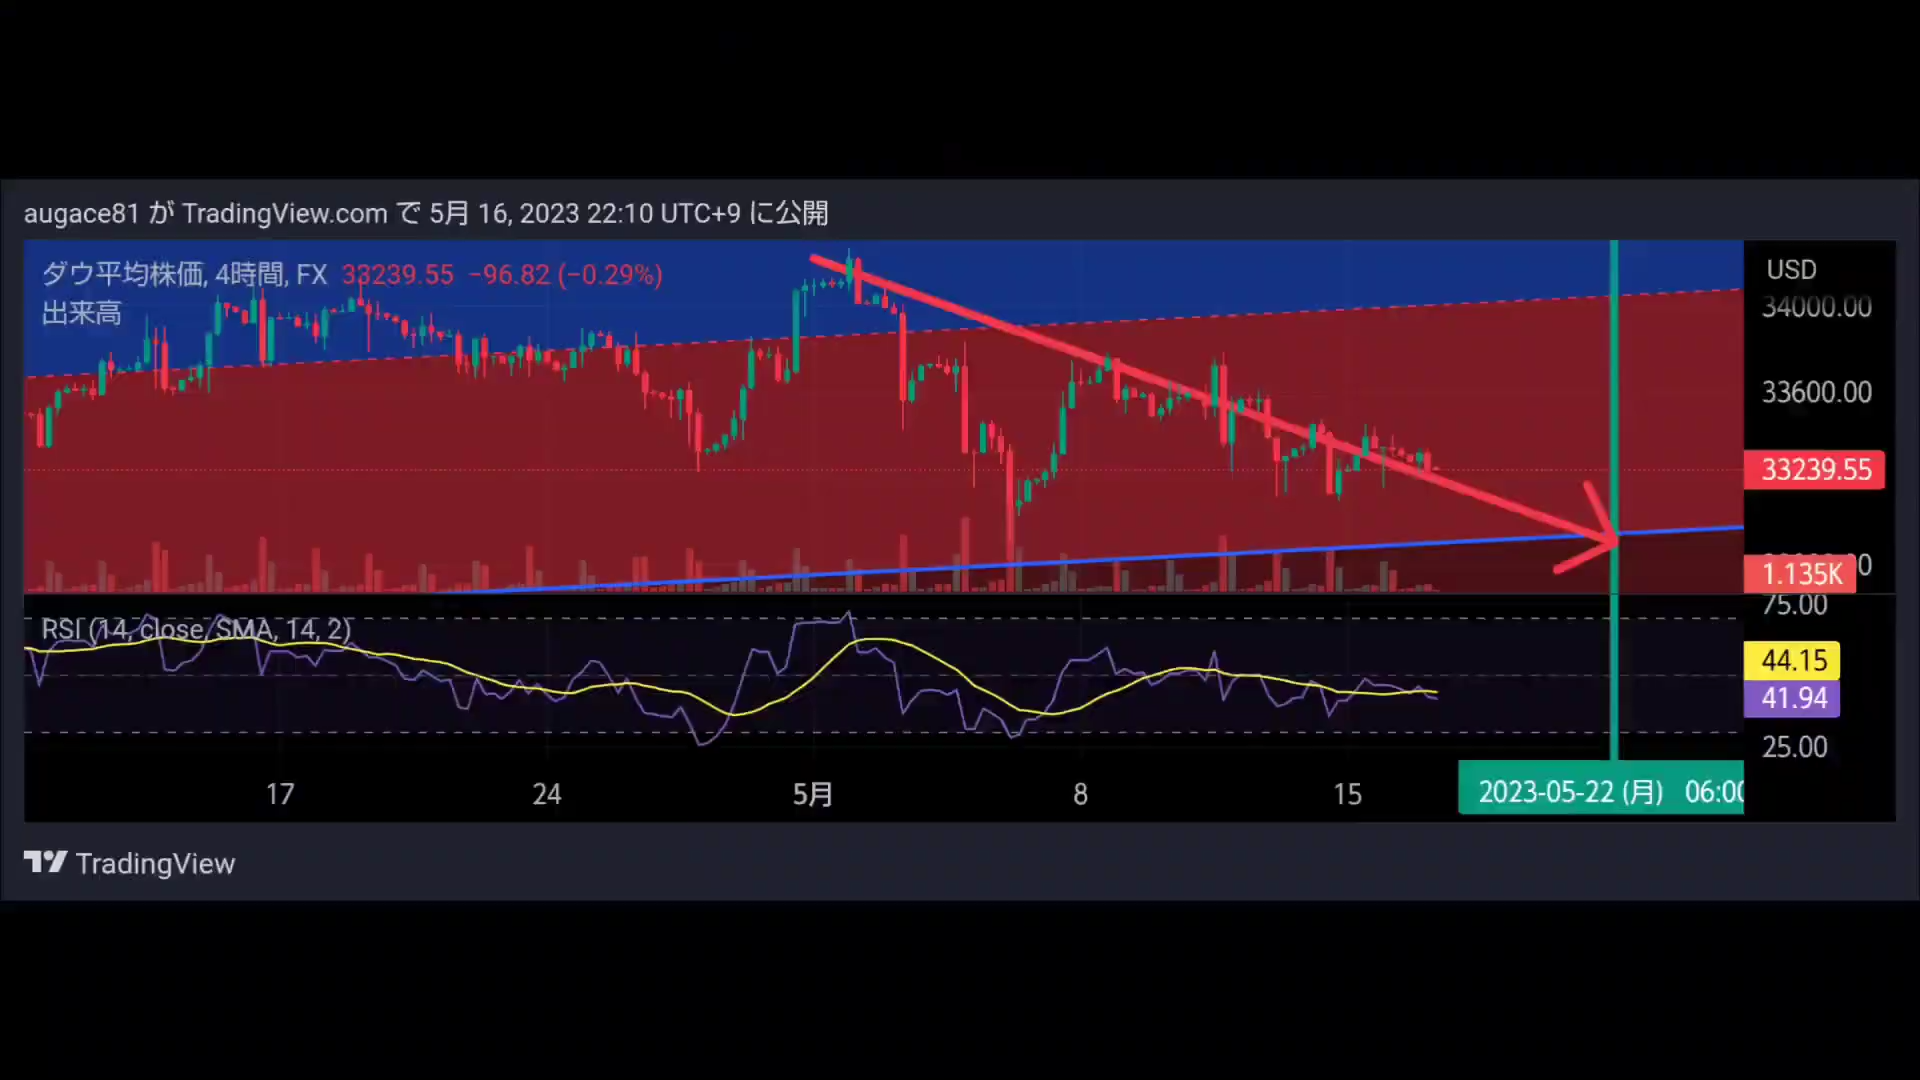 augace81 が TradingView.com で 5月 16, 2023 22:10 UTC+9 に公開
ダウ平均株価, 4時間, FX 33239.55 −96.82 (−0.29%)
出来高
USD
34000.00
33600.00
33239.55
1.135K
75.00
RSI (14, close, SMA, 14, 2)
44.15
41.94
25.00
17 24 5月 8 15 2023-05-22 (月) 06:00
TradingView